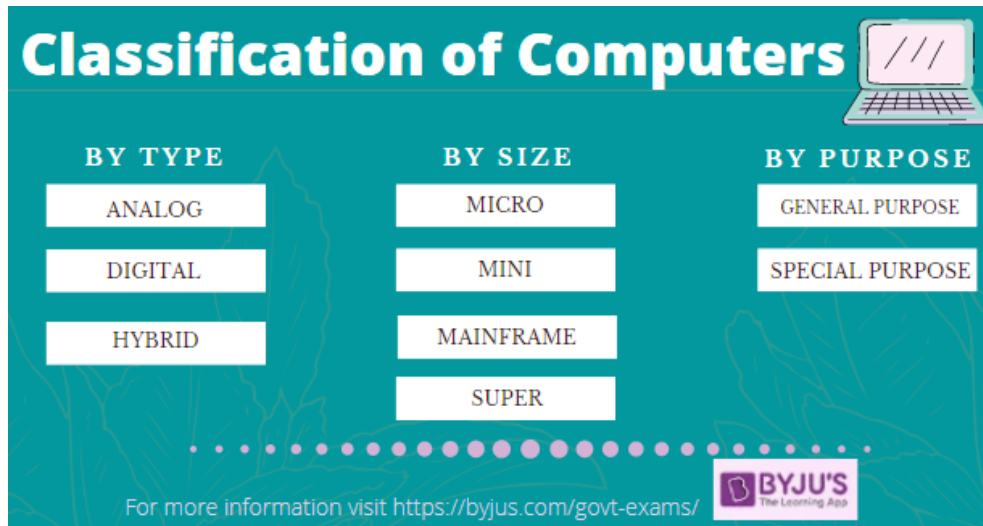 Classification of Computers
BY TYPE
ANALOG
DIGITAL
HYBRID
BY SIZE
MICRO
MINI
MAINFRAME
SUPER
BY PURPOSE
GENERAL PURPOSE
SPECIAL PURPOSE
For more information visit https://byjus.com/govt-exams/
BYJU'S
The Learning App